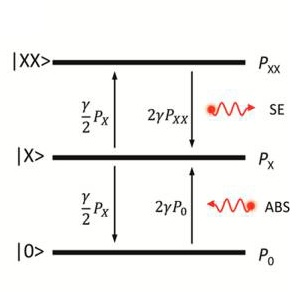 |XX>
P_XX
γ/2 P_X
2γP_XX
SE
|X>
P_X
γ/2 P_X
2γP_0
ABS
|0>
P_0